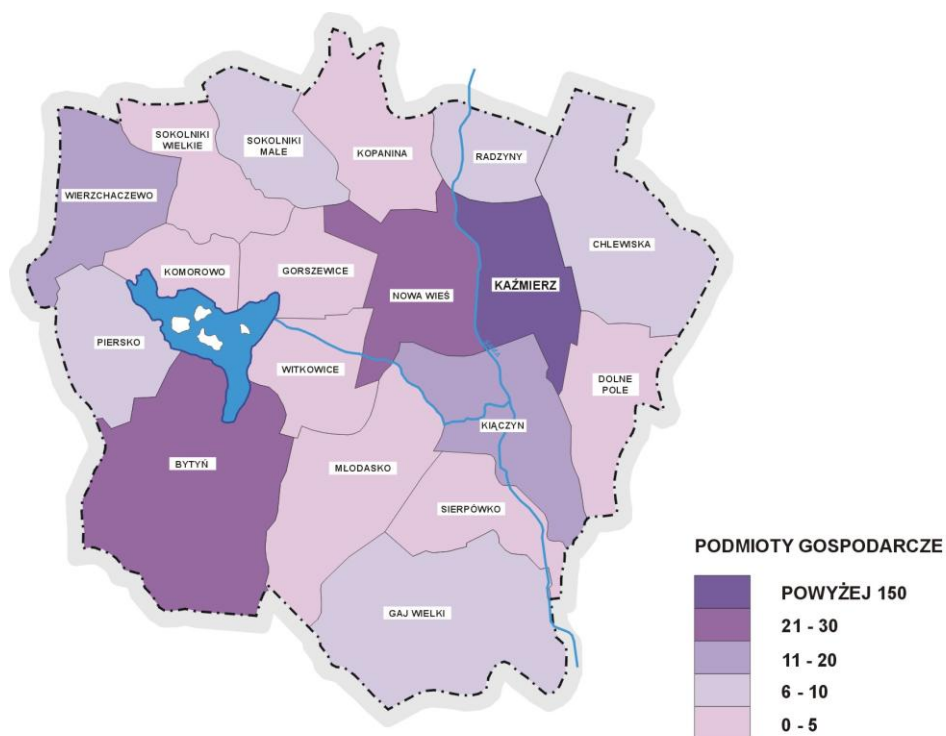 SOKOLNIKI
WIELKIE
SOKOLNIKI
MAŁE
KOPANINA
RADZYNY
WIERZCHACZEWO
CHLEWISKA
KOMOROWO
GORSZEWICE
NOWA WIEŚ
KAŹMIERZ
PIERSKO
WITKOWICE
DOLNE
POLE
KIĄCZYN
BYTYŃ
MŁODASKO
SIERPÓWKO
GAJ WIELKI
PODMIOTY GOSPODARCZE
POWYŻEJ 150
21 - 30
11 - 20
6 - 10
0 - 5